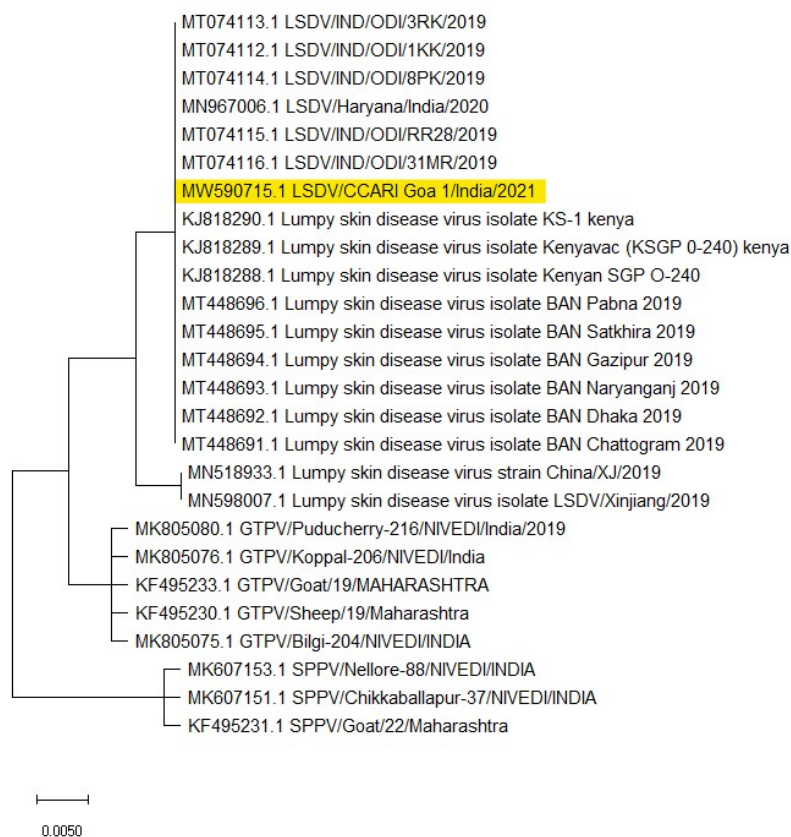 MT074113.1 LSDV/IND/ODI/3RK/2019
MT074112.1 LSDV/IND/ODI/1KK/2019
MT074114.1 LSDV/IND/ODI/8PK/2019
MN967006.1 LSDV/Haryana/India/2020
MT074115.1 LSDV/IND/ODI/RR28/2019
MT074116.1 LSDV/IND/ODI/31MR/2019
MW590715.1 LSDV/CCARI Goa 1/India/2021
KJ818290.1 Lumpy skin disease virus isolate KS-1 kenya
KJ818289.1 Lumpy skin disease virus isolate Kenyavac (KSGP 0-240) kenya
KJ818288.1 Lumpy skin disease virus isolate Kenyan SGP O-240
MT448696.1 Lumpy skin disease virus isolate BAN Pabna 2019
MT448695.1 Lumpy skin disease virus isolate BAN Satkhira 2019
MT448694.1 Lumpy skin disease virus isolate BAN Gazipur 2019
MT448693.1 Lumpy skin disease virus isolate BAN Naryanganj 2019
MT448692.1 Lumpy skin disease virus isolate BAN Dhaka 2019
MT448691.1 Lumpy skin disease virus isolate BAN Chattogram 2019
MN518933.1 Lumpy skin disease virus strain China/XJ/2019
MN598007.1 Lumpy skin disease virus isolate LSDV/Xinjiang/2019
MK805080.1 GTPV/Puducherry-216/NIVEDI/India/2019
MK805076.1 GTPV/Koppal-206/NIVEDI/India
KF495233.1 GTPV/Goat/19/MAHARASHTRA
KF495230.1 GTPV/Sheep/19/Maharashtra
MK805075.1 GTPV/Bilgi-204/NIVEDI/INDIA
MK607153.1 SPPV/Nellore-88/NIVEDI/INDIA
MK607151.1 SPPV/Chikkaballapur-37/NIVEDI/INDIA
KF495231.1 SPPV/Goat/22/Maharashtra
0.0050